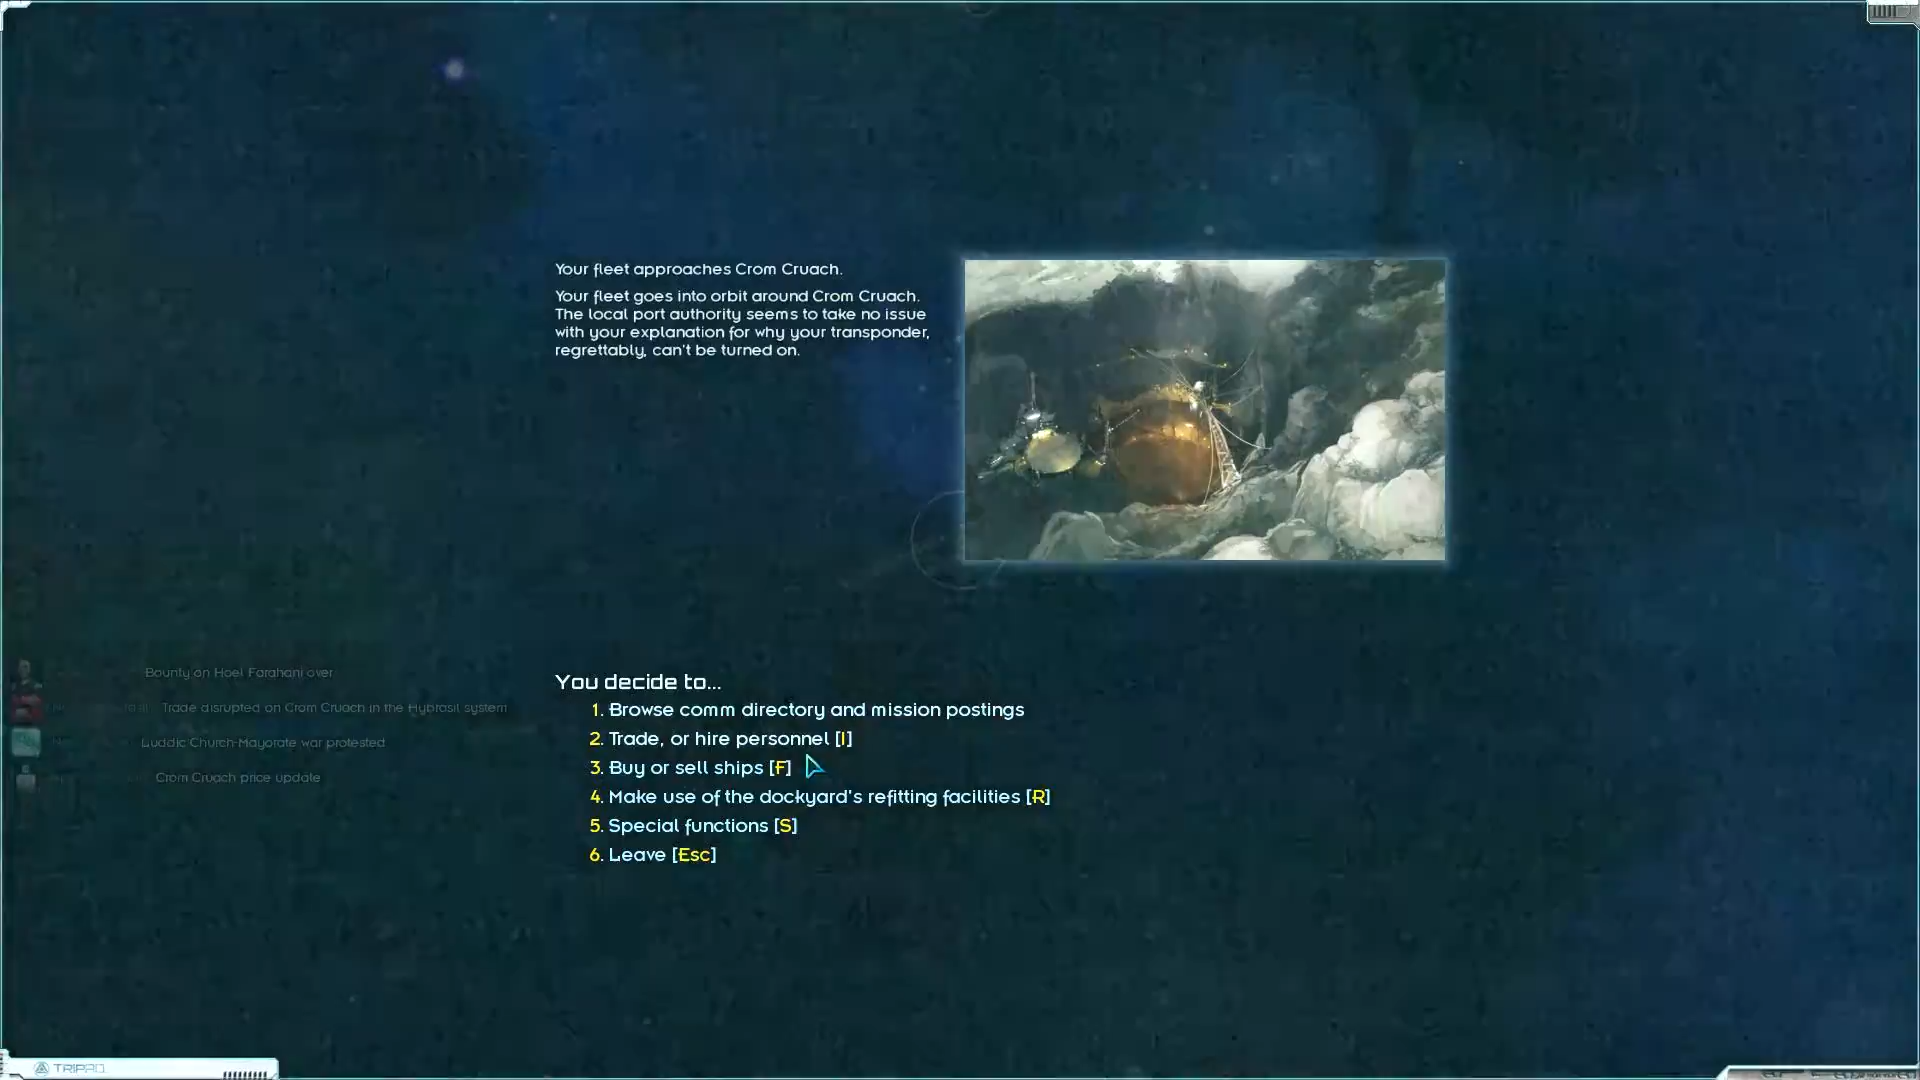 Your fleet approaches Crom Cruach.
Your fleet goes into orbit around Crom Cruach.
The local port authority seems to take no issue
with your explanation for why your transponder,
regrettably, can't be turned on.
Bounty on Hoel Farahani over
Trade disrupted on Crom Cruach in the Hybrasil system
Luddic Church-Mayorate war protested
Crom Cruach price update
You decide to...
1. Browse comm directory and mission postings
2. Trade, or hire personnel [I]
3. Buy or sell ships [F]
4. Make use of the dockyard's refitting facilities [R]
5. Special functions [S]
6. Leave [Esc]